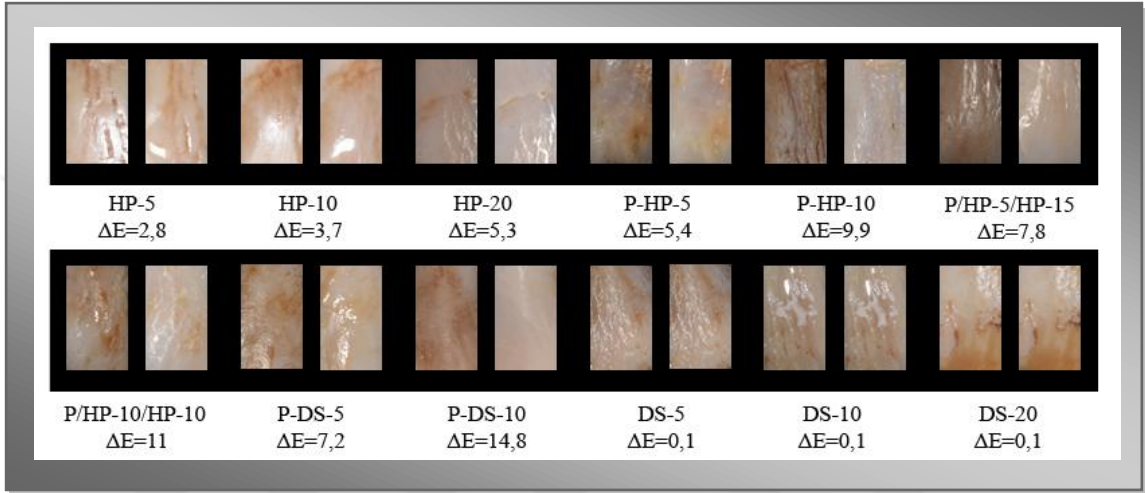 HP-5 HP-10 HP-20 P-HP-5 P-HP-10 P/HP-5/HP-15
ΔE=2,8 ΔE=3,7 ΔE=5,3 ΔE=5,4 ΔE=9,9 ΔE=7,8
P/HP-10/HP-10 P-DS-5 P-DS-10 DS-5 DS-10 DS-20
ΔE=11 ΔE=7,2 ΔE=14,8 ΔE=0,1 ΔE=0,1 ΔE=0,1